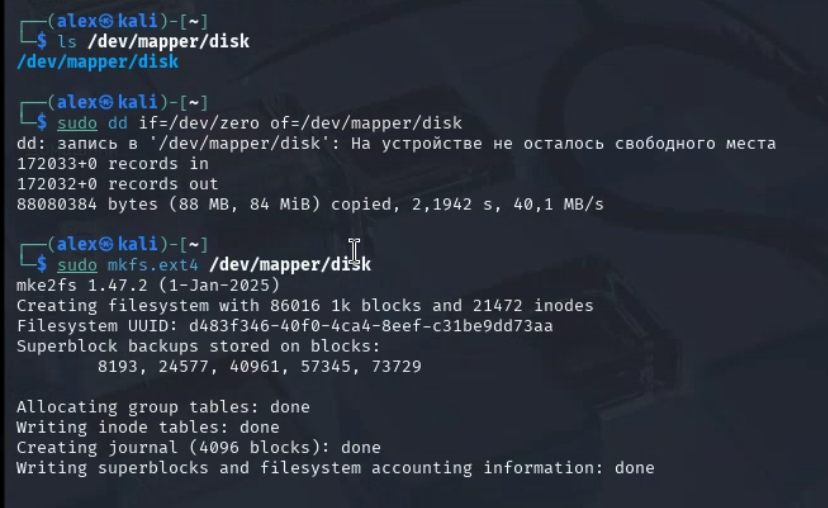 ┌──(alex㉿kali)-[~]
└─$ ls /dev/mapper/disk
/dev/mapper/disk
┌──(alex㉿kali)-[~]
└─$ sudo dd if=/dev/zero of=/dev/mapper/disk
dd: запись в '/dev/mapper/disk': На устройстве не осталось свободного места
172033+0 records in
172032+0 records out
88080384 bytes (88 MB, 84 MiB) copied, 2,1942 s, 40,1 MB/s
┌──(alex㉿kali)-[~]
└─$ sudo mkfs.ext4 /dev/mapper/disk
mke2fs 1.47.2 (1-Jan-2025)
Creating filesystem with 86016 1k blocks and 21472 inodes
Filesystem UUID: d483f346-40f0-4ca4-8eef-c31be9dd73aa
Superblock backups stored on blocks:
8193, 24577, 40961, 57345, 73729
Allocating group tables: done
Writing inode tables: done
Creating journal (4096 blocks): done
Writing superblocks and filesystem accounting information: done